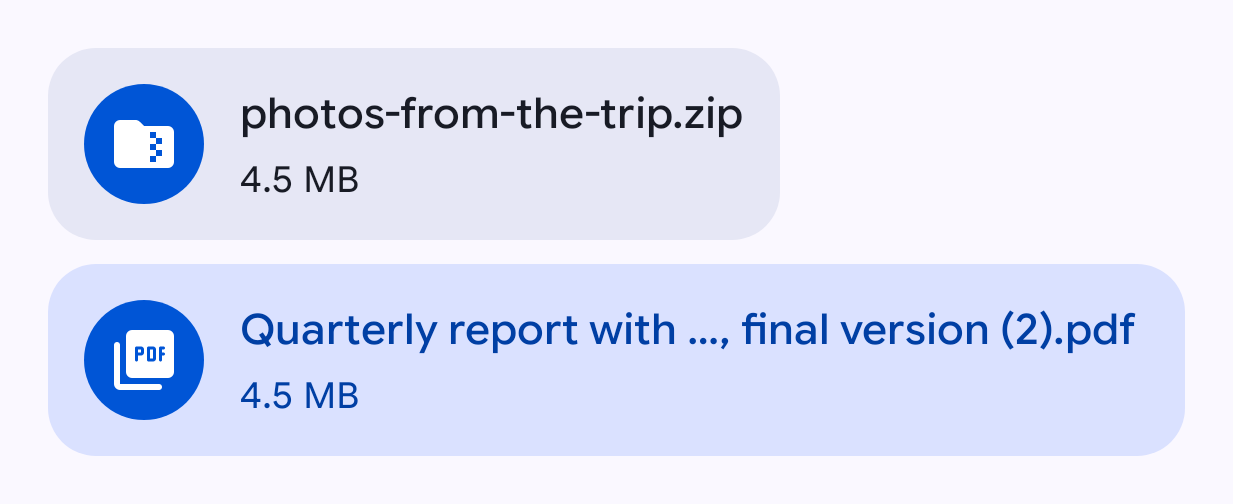 photos-from-the-trip.zip
4.5 MB
PDF
Quarterly report with ..., final version (2).pdf
4.5 MB